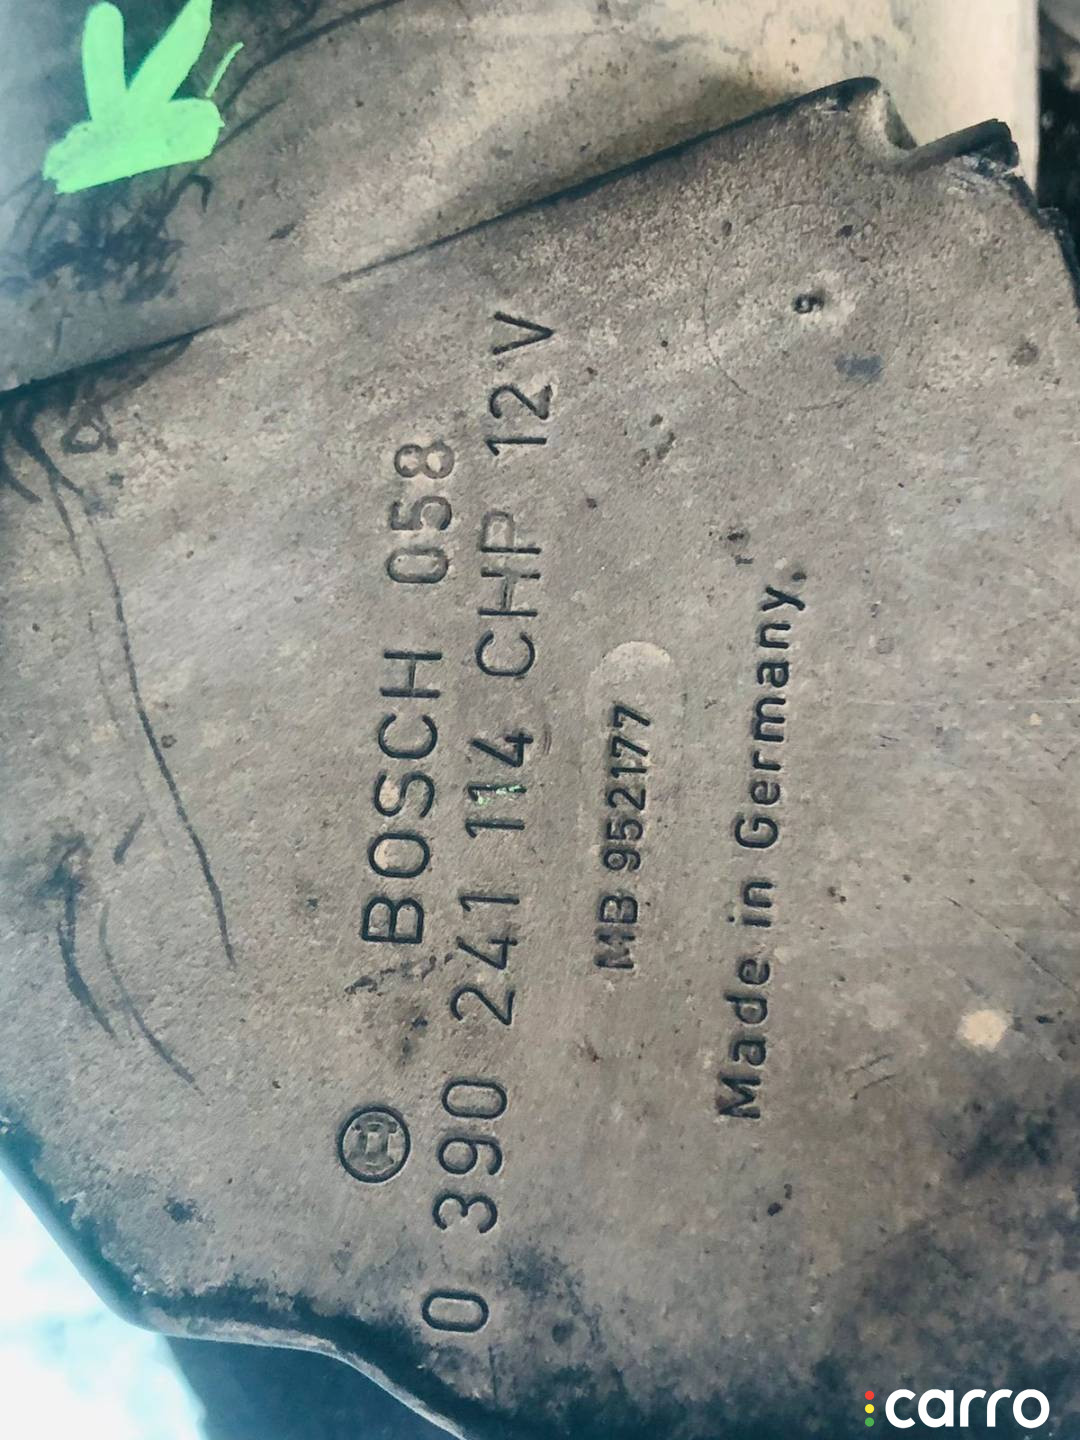 BOSCH 058
0 390 241 114 CHP 12V
MB 952177
Made in Germany.
carro